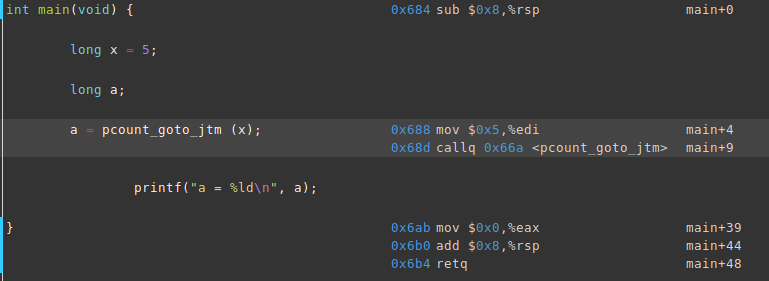 int main(void) { 0x684 sub $0x8,%rsp main+0
long x = 5;
long a;
a = pcount_goto_jtm (x); 0x688 mov $0x5,%edi main+4
0x68d callq 0x66a <pcount_goto_jtm> main+9
printf("a = %ld\n", a);
} 0x6ab mov $0x0,%eax main+39
0x6b0 add $0x8,%rsp main+44
0x6b4 retq main+48